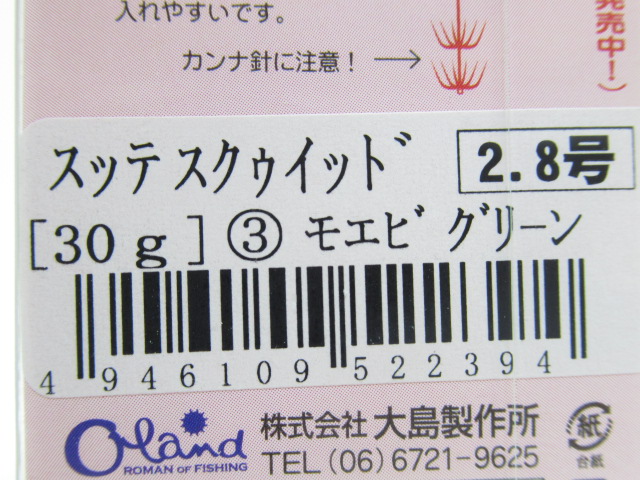 入れやすいです。
カンナ針に注意！
発売中！）
スッテ スクゥイッド
2.8号
[30ｇ] ③ モエビ グリーン
4 946109 522394
Oland
ROMAN OF FISHING
株式会社 大島製作所
TEL (06) 6721-9625
紙
台紙